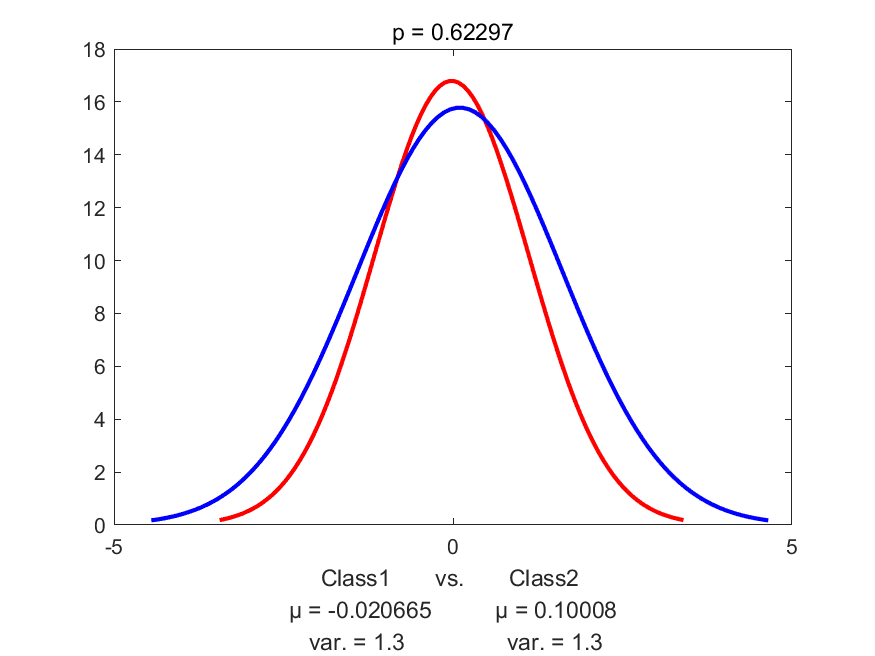 p = 0.62297
18
16
14
12
10
8
6
4
2
0
-5 0 5
Class1 vs. Class2
μ = -0.020665 μ = 0.10008
var. = 1.3 var. = 1.3